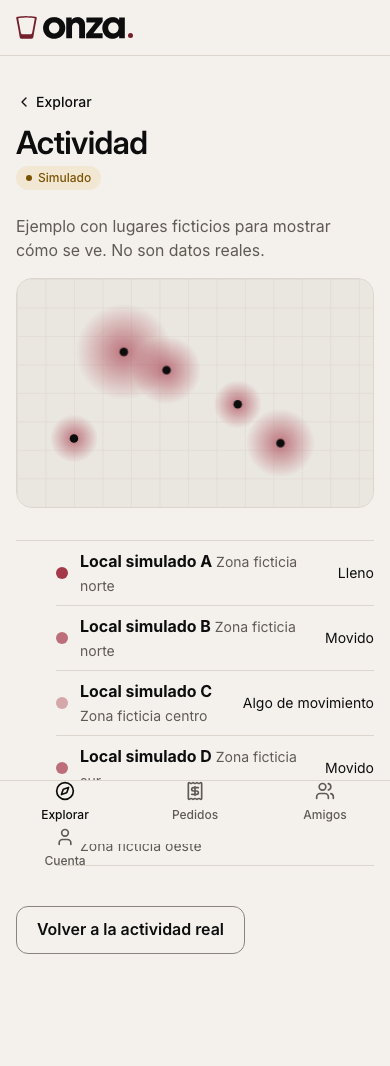 onza.
Explorar
Actividad
Simulado
Ejemplo con lugares ficticios para mostrar
cómo se ve. No son datos reales.
Local simulado A Zona ficticia
norte
Lleno
Local simulado B Zona ficticia
norte
Movido
Local simulado C
Zona ficticia centro
Algo de movimiento
Local simulado D Zona ficticia
Movido
Explorar
Pedidos
Amigos
Zona ficticia oeste
Cuenta
Volver a la actividad real